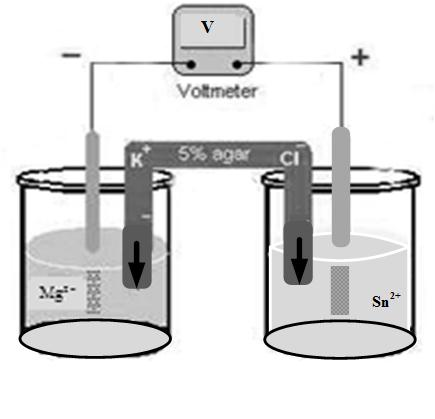 V
− +
Voltmeter
K⁺ 5% agar Cl⁻
−
Mg²⁺
Sn²⁺